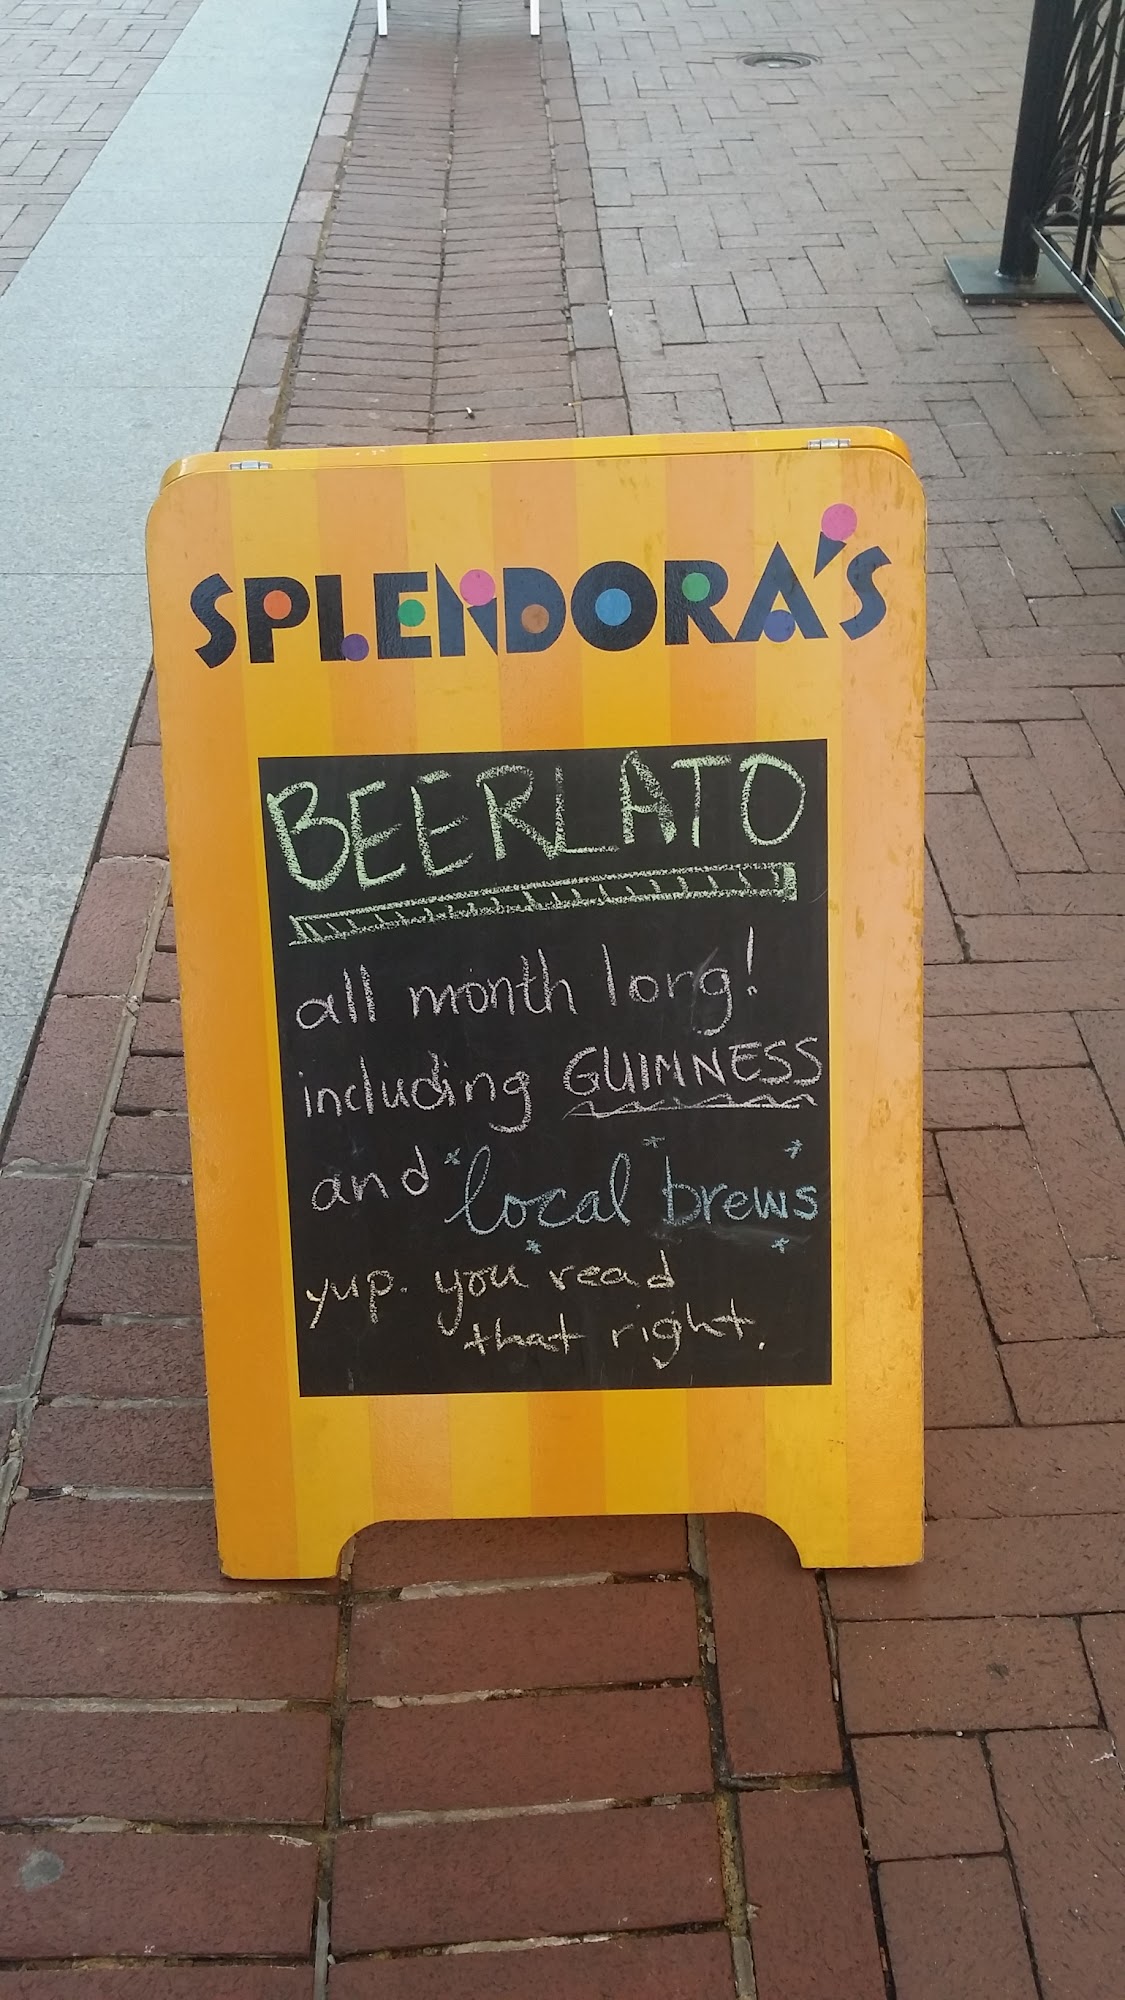 SPLENDORA'S
BEERLATO
all month long!
including GUINNESS
and local brews
yup. you read
that right.